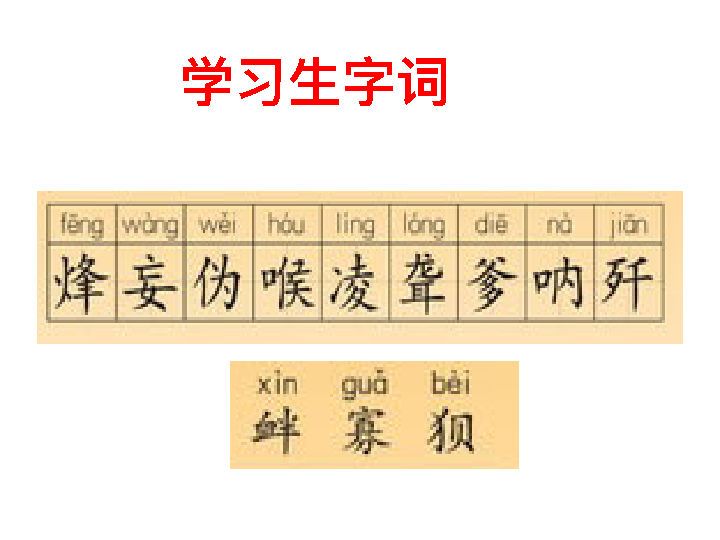 学习生字词
fēng wàng wěi hóu líng lóng diē nà jiān
烽 妄 伪 喉 凌 聋 爹 呐 歼
xìn guǎ bèi
衅 寡 狈